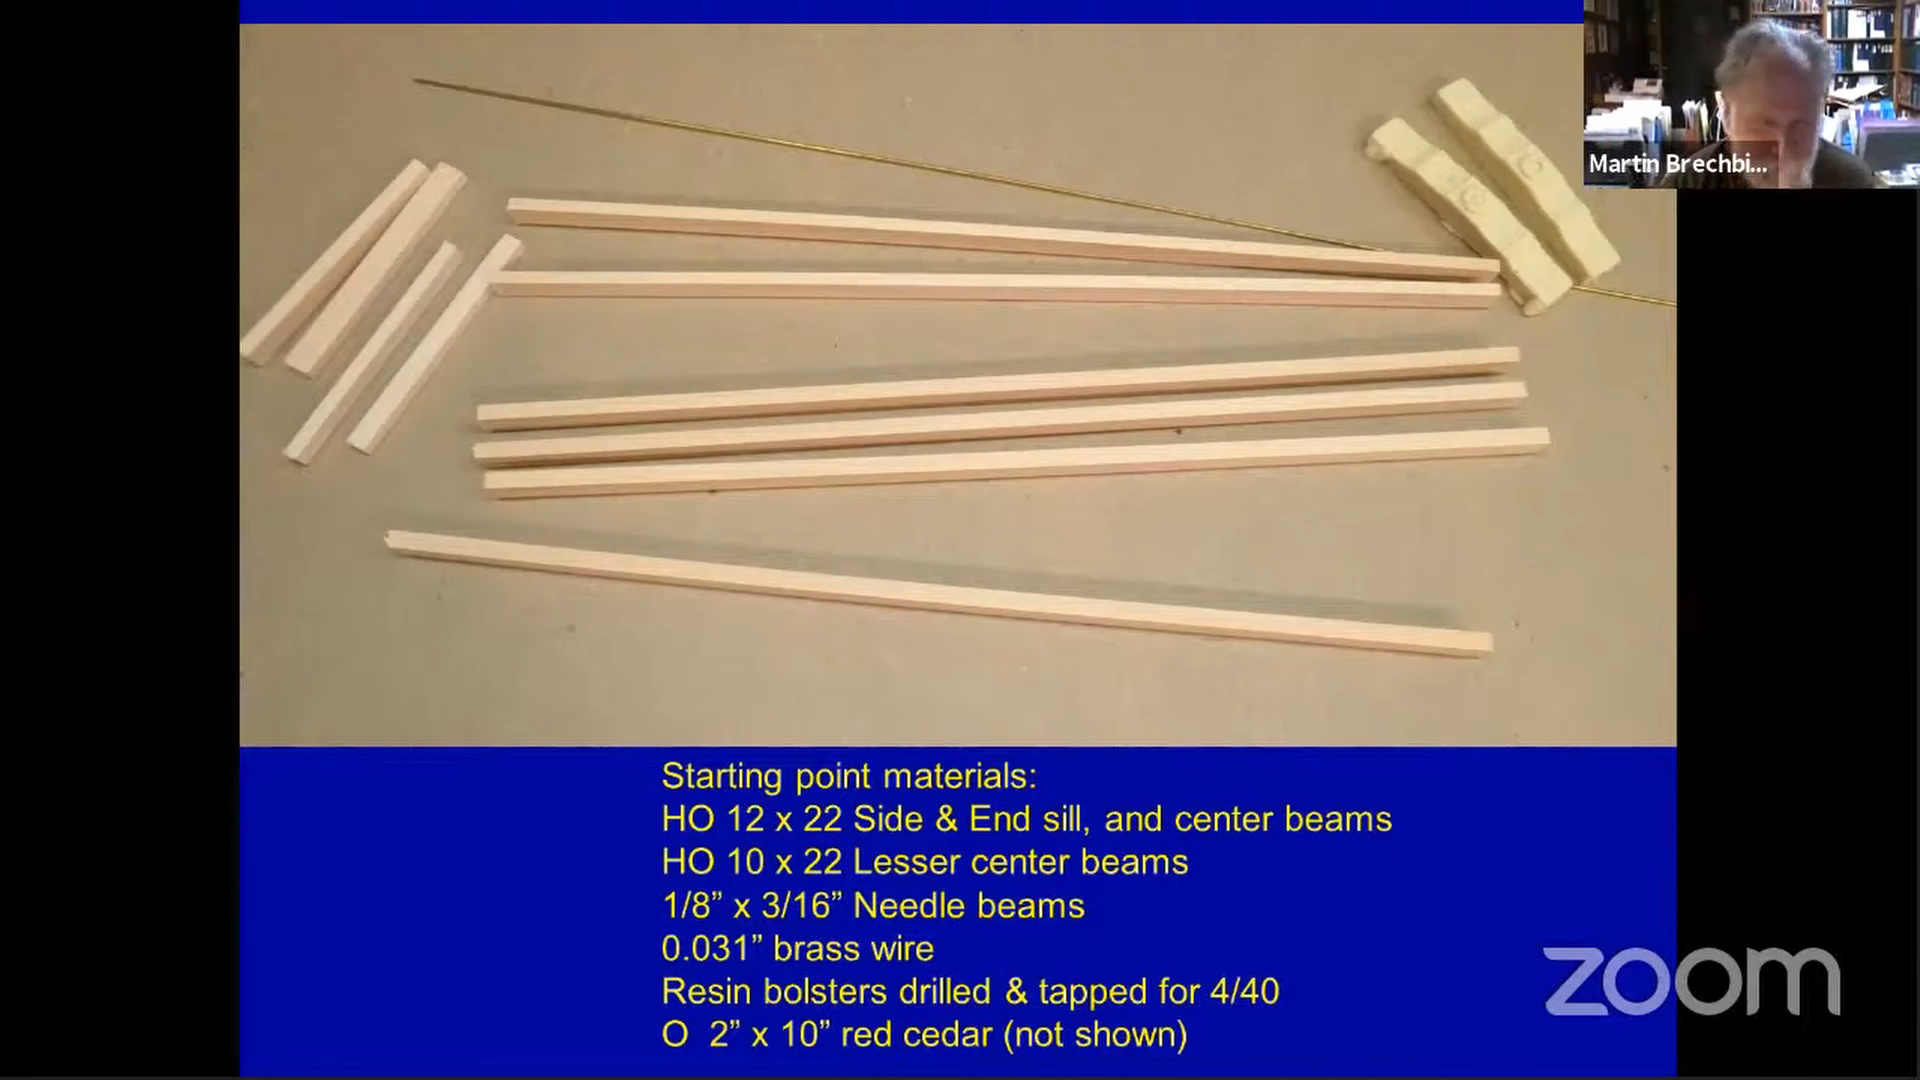 Martin Brechbi...
Starting point materials:
HO 12 x 22 Side & End sill, and center beams
HO 10 x 22 Lesser center beams
1/8” x 3/16” Needle beams
0.031” brass wire
Resin bolsters drilled & tapped for 4/40
O 2” x 10” red cedar (not shown)
zoom